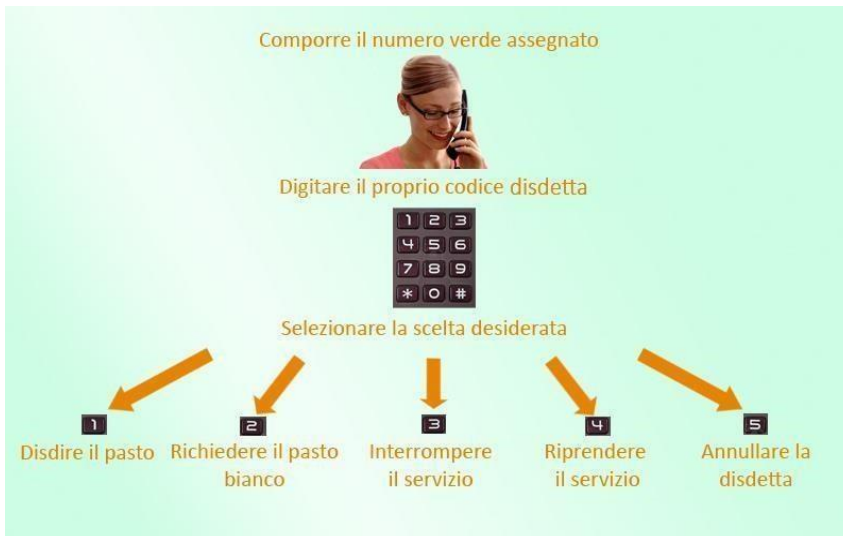 Comporre il numero verde assegnato
Digitare il proprio codice disdetta
1 2 3
4 5 6
7 8 9
* 0 #
Selezionare la scelta desiderata
1
Disdire il pasto
2
Richiedere il pasto
bianco
3
Interrompere
il servizio
4
Riprendere
il servizio
5
Annullare la
disdetta